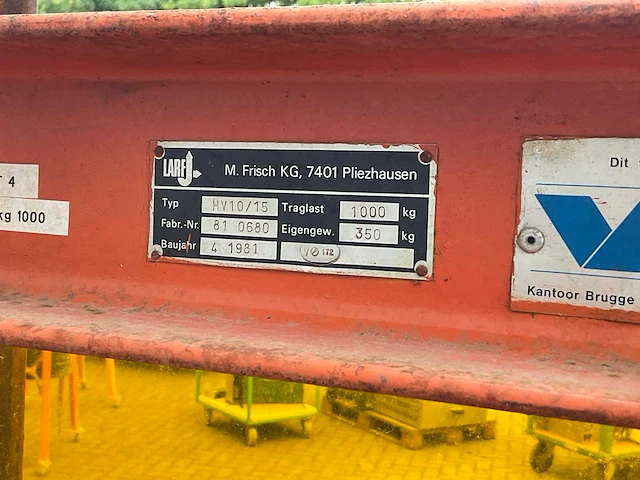 T 4
kg 1000
LARF
M. Frisch KG, 7401 Pliezhausen
Typ HV10/15 Traglast 1000 kg
Fabr.-Nr. 81 0680 Eigengew. 350 kg
Baujahr 4 1981 172
Dit
Kantoor Brugge